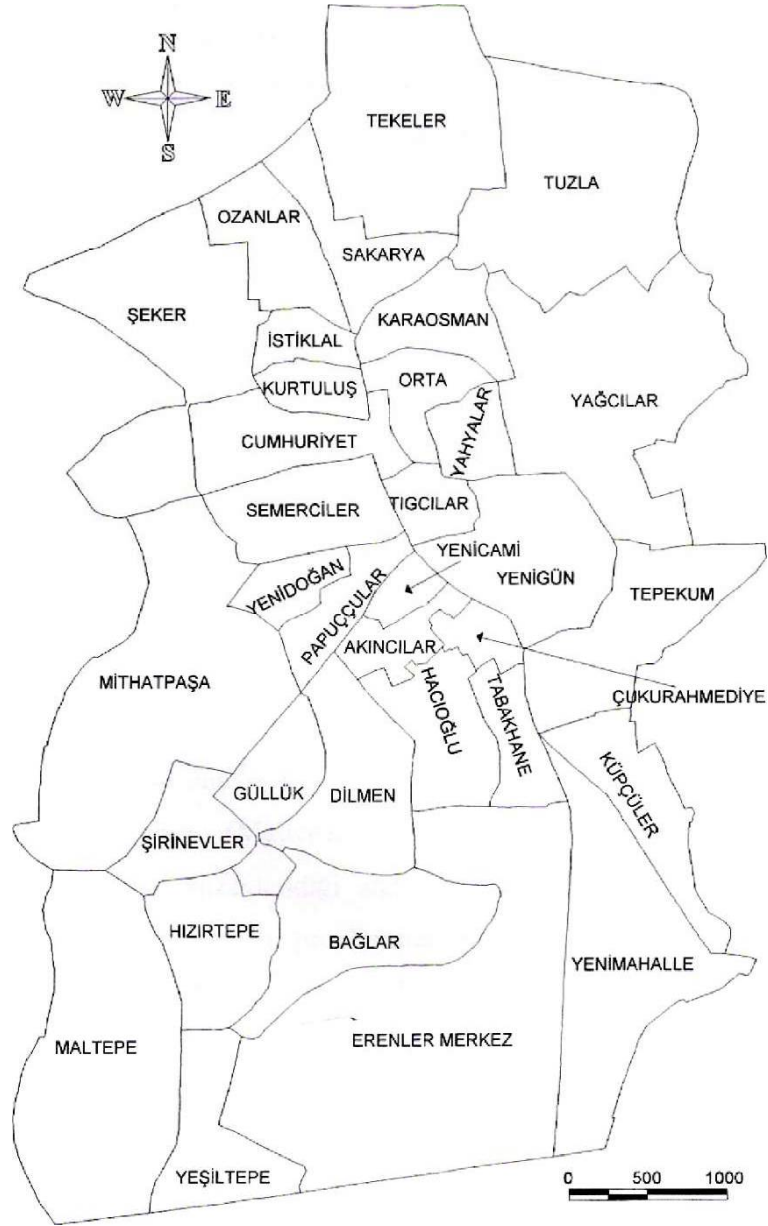 N
W E
S
TEKELER
TUZLA
OZANLAR
SAKARYA
ŞEKER
KARAOSMAN
İSTİKLAL
ORTA
KURTULUŞ
YAĞCILAR
YAHYALAR
CUMHURİYET
SEMERCİLER
TIGCILAR
YENİCAMİ
YENİGÜN
YENİDOĞAN
TEPEKUM
PAPUÇÇULAR
AKINCILAR
MİTHATPAŞA
HACIOĞLU
TABAKHANE
ÇUKURAHMEDİYE
KÜPÇÜLER
GÜLLÜK
DİLMEN
ŞİRİNEVLER
HIZIRTEPE
BAĞLAR
YENİMAHALLE
MALTEPE
ERENLER MERKEZ
YEŞİLTEPE
0 500 1000